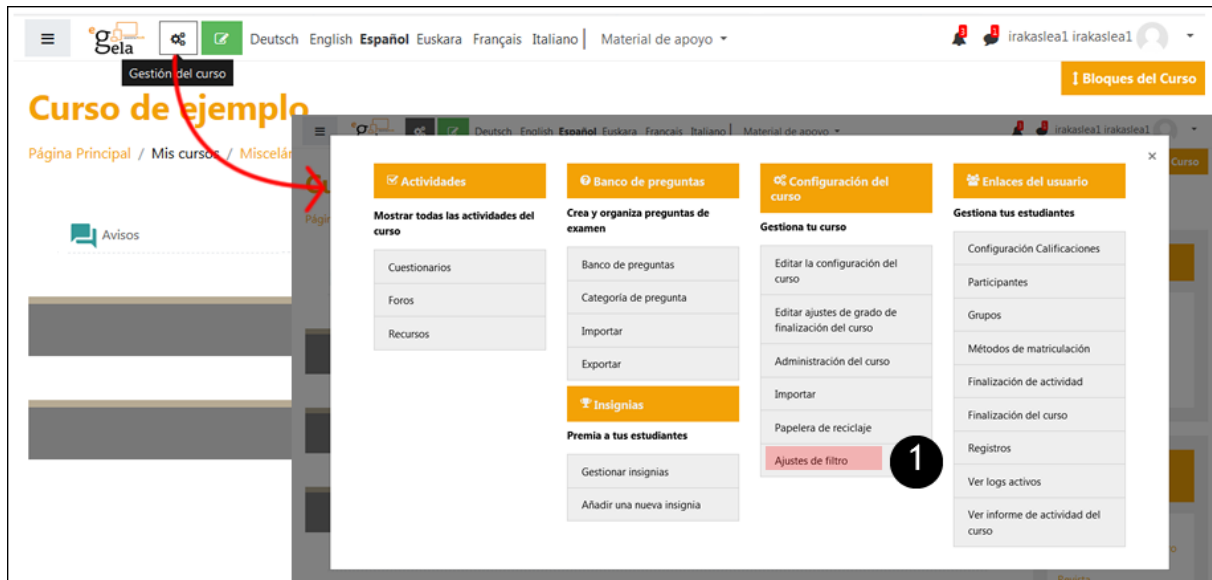 eGela Deutsch English Español Euskara Français Italiano Material de apoyo
3 1 irakaslea1 irakaslea1
Gestión del curso
Bloques del Curso
Curso de ejemplo
Página Principal / Mis cursos / Miscelán
Avisos
Deutsch English Español Euskara Français Italiano Material de apoyo irakaslea1 irakaslea1
Curso
×
Actividades
Mostrar todas las actividades del
curso
Cuestionarios
Foros
Recursos
Banco de preguntas
Crea y organiza preguntas de
examen
Banco de preguntas
Categoría de pregunta
Importar
Exportar
Insignias
Premia a tus estudiantes
Gestionar insignias
Añadir una nueva insignia
Configuración del
curso
Gestiona tu curso
Editar la configuración del
curso
Editar ajustes de grado de
finalización del curso
Administración del curso
Importar
Papelera de reciclaje
Ajustes de filtro
1
Enlaces del usuario
Gestiona tus estudiantes
Configuración Calificaciones
Participantes
Grupos
Métodos de matriculación
Finalización de actividad
Finalización del curso
Registros
Ver logs activos
Ver informe de actividad del
curso